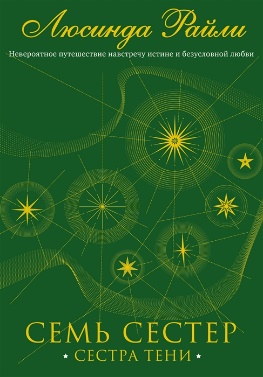 Люсинда Райли
Невероятное путешествие навстречу истине и безусловной любви
СЕМЬ СЕСТЕР
* СЕСТРА ТЕНИ *